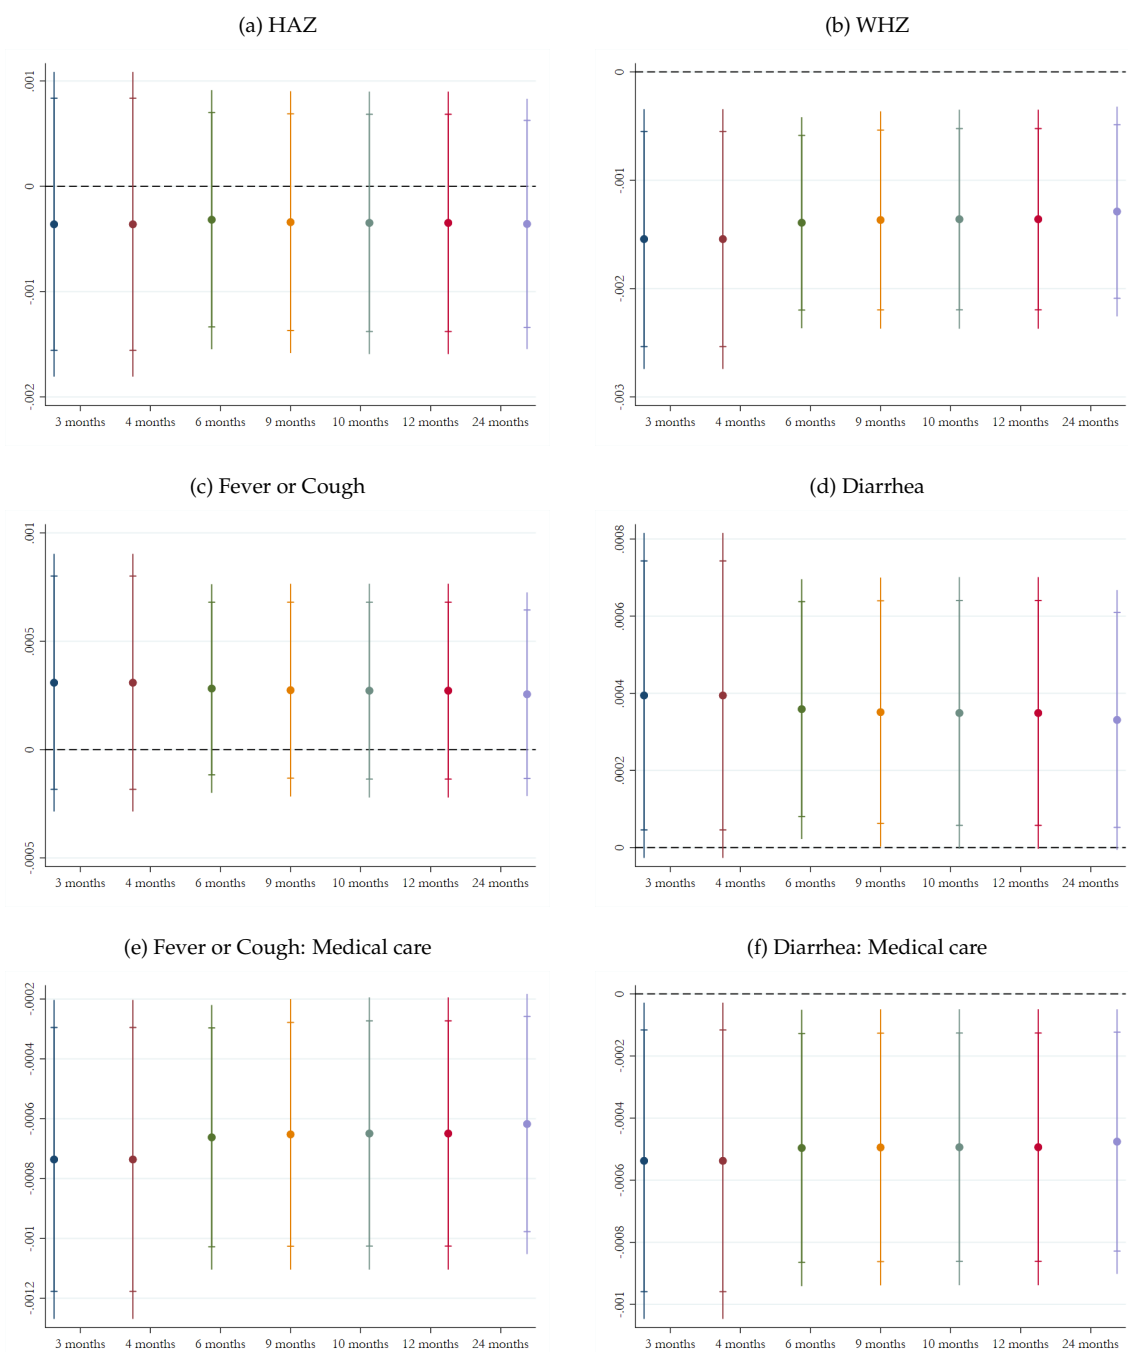 (a) HAZ
.001
0
-.001
-.002
3 months 4 months 6 months 9 months 10 months 12 months 24 months
(b) WHZ
0
-.001
-.002
-.003
3 months 4 months 6 months 9 months 10 months 12 months 24 months
(c) Fever or Cough
.001
.0005
0
-.0005
3 months 4 months 6 months 9 months 10 months 12 months 24 months
(d) Diarrhea
.0008
.0006
.0004
.0002
0
3 months 4 months 6 months 9 months 10 months 12 months 24 months
(e) Fever or Cough: Medical care
-.0002
-.0004
-.0006
-.0008
-.001
-.0012
3 months 4 months 6 months 9 months 10 months 12 months 24 months
(f) Diarrhea: Medical care
0
-.0002
-.0004
-.0006
-.0008
-.001
3 months 4 months 6 months 9 months 10 months 12 months 24 months